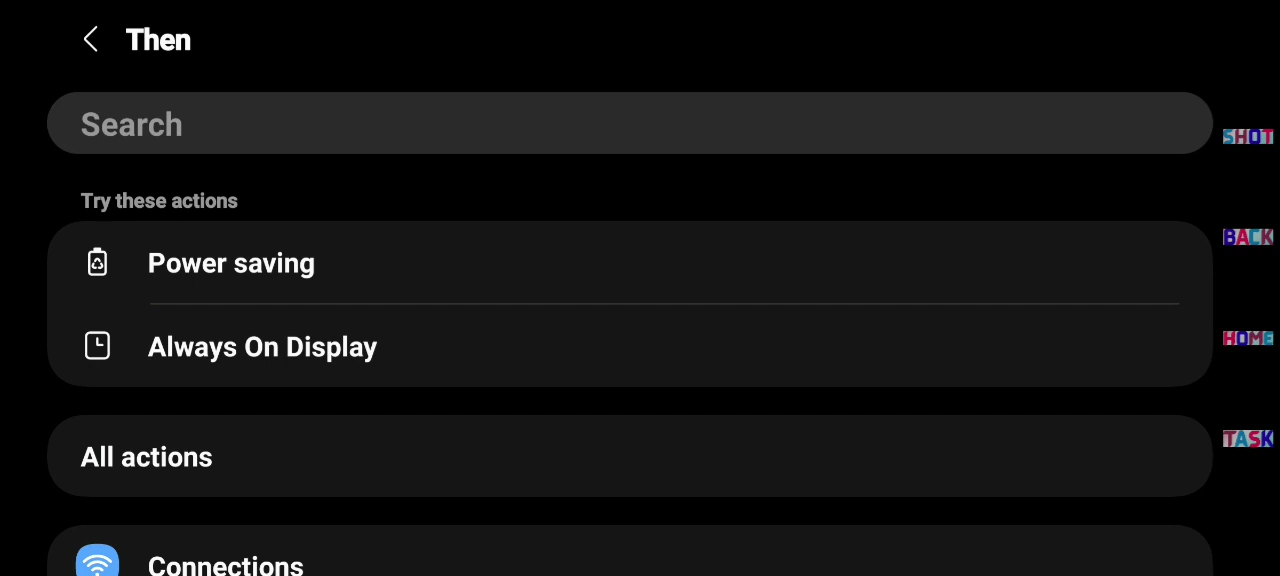 Then
Search
SHOT
Try these actions
BACK
Power saving
HOME
Always On Display
TASK
All actions
Connections